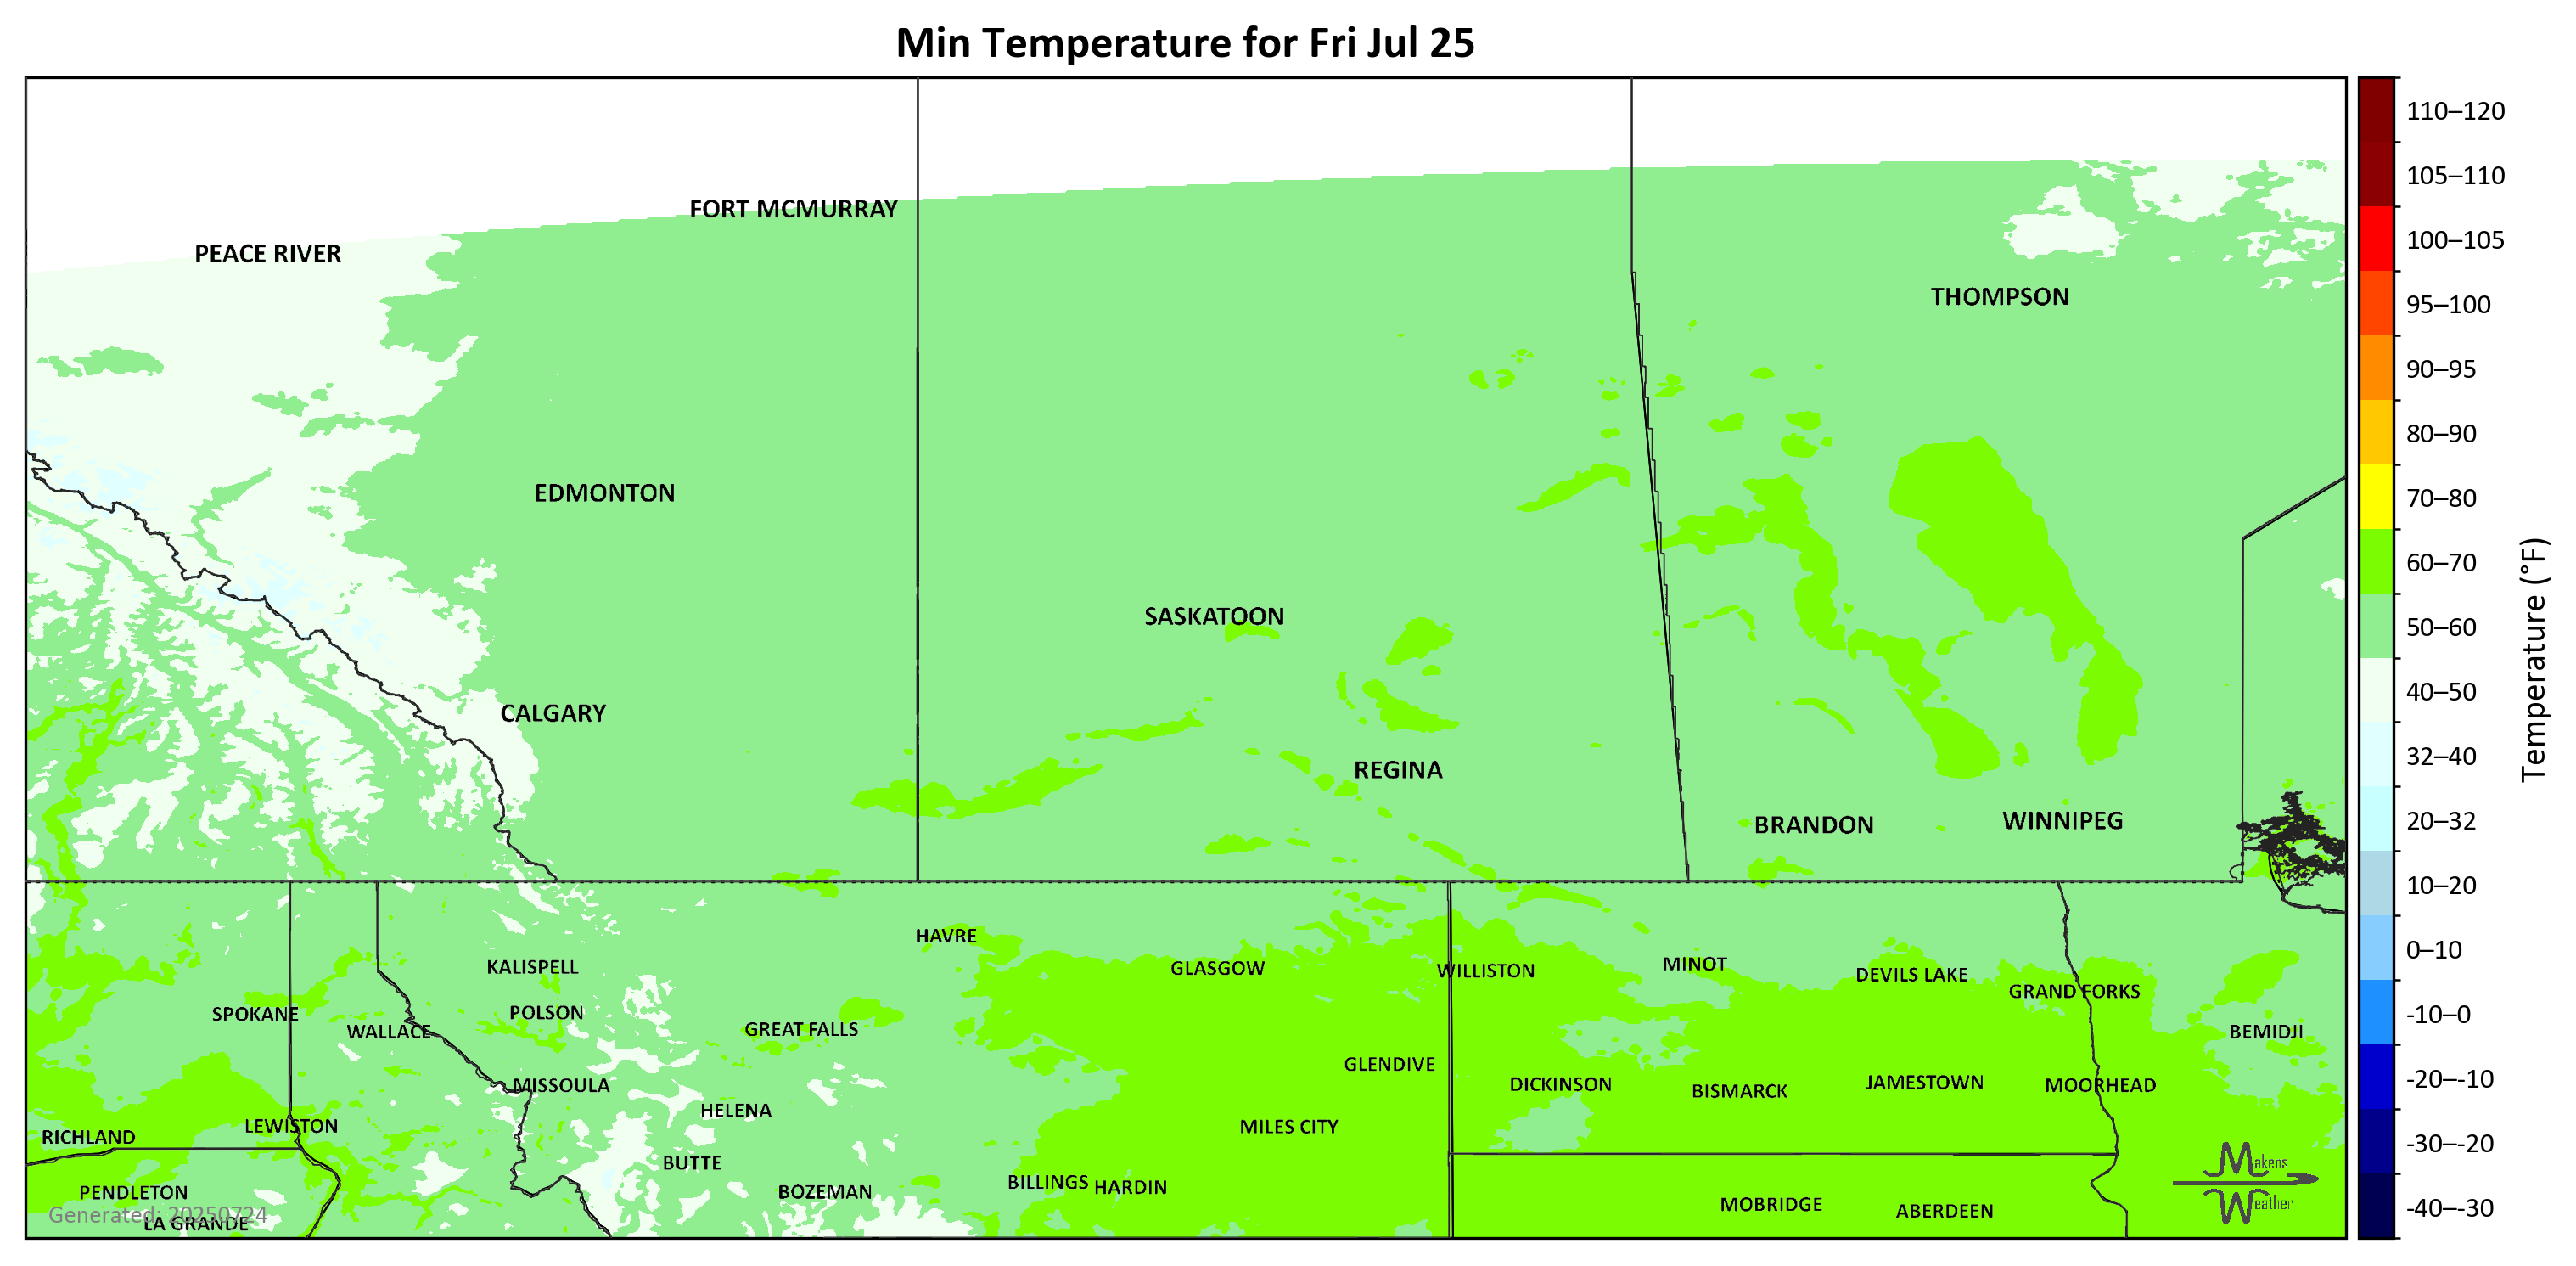 Min Temperature for Fri Jul 25
FORT MCMURRAY
PEACE RIVER
THOMPSON
EDMONTON
SASKATOON
CALGARY
REGINA
BRANDON
WINNIPEG
HAVRE
KALISPELL
GLASGOW
WILLISTON
MINOT
DEVILS LAKE
GRAND FORKS
SPOKANE
POLSON
WALLACE
GREAT FALLS
BEMIDJI
GLENDIVE
MISSOULA
DICKINSON
BISMARCK
JAMESTOWN
MOORHEAD
HELENA
LEWISTON
MILES CITY
RICHLAND
BUTTE
PENDLETON
BOZEMAN
BILLINGS
HARDIN
MOBRIDGE
ABERDEEN
Generated: 20250724
LA GRANDE
Makens
Weather
110–120
105–110
100–105
95–100
90–95
80–90
70–80
60–70
50–60
40–50
32–40
20–32
10–20
0–10
-10–0
-20–-10
-30–-20
-40–-30
Temperature (°F)